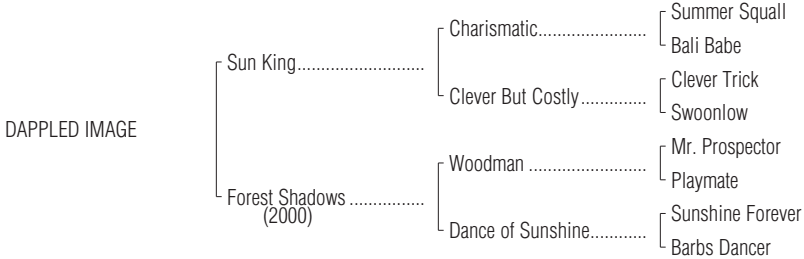 Summer Squall
Charismatic.......................
Bali Babe
Sun King..........................
Clever Trick
Clever But Costly..............
Swoonlow
DAPPLED IMAGE
Mr. Prospector
Woodman .........................
Playmate
Forest Shadows ................
(2000)
Sunshine Forever
Dance of Sunshine............
Barbs Dancer